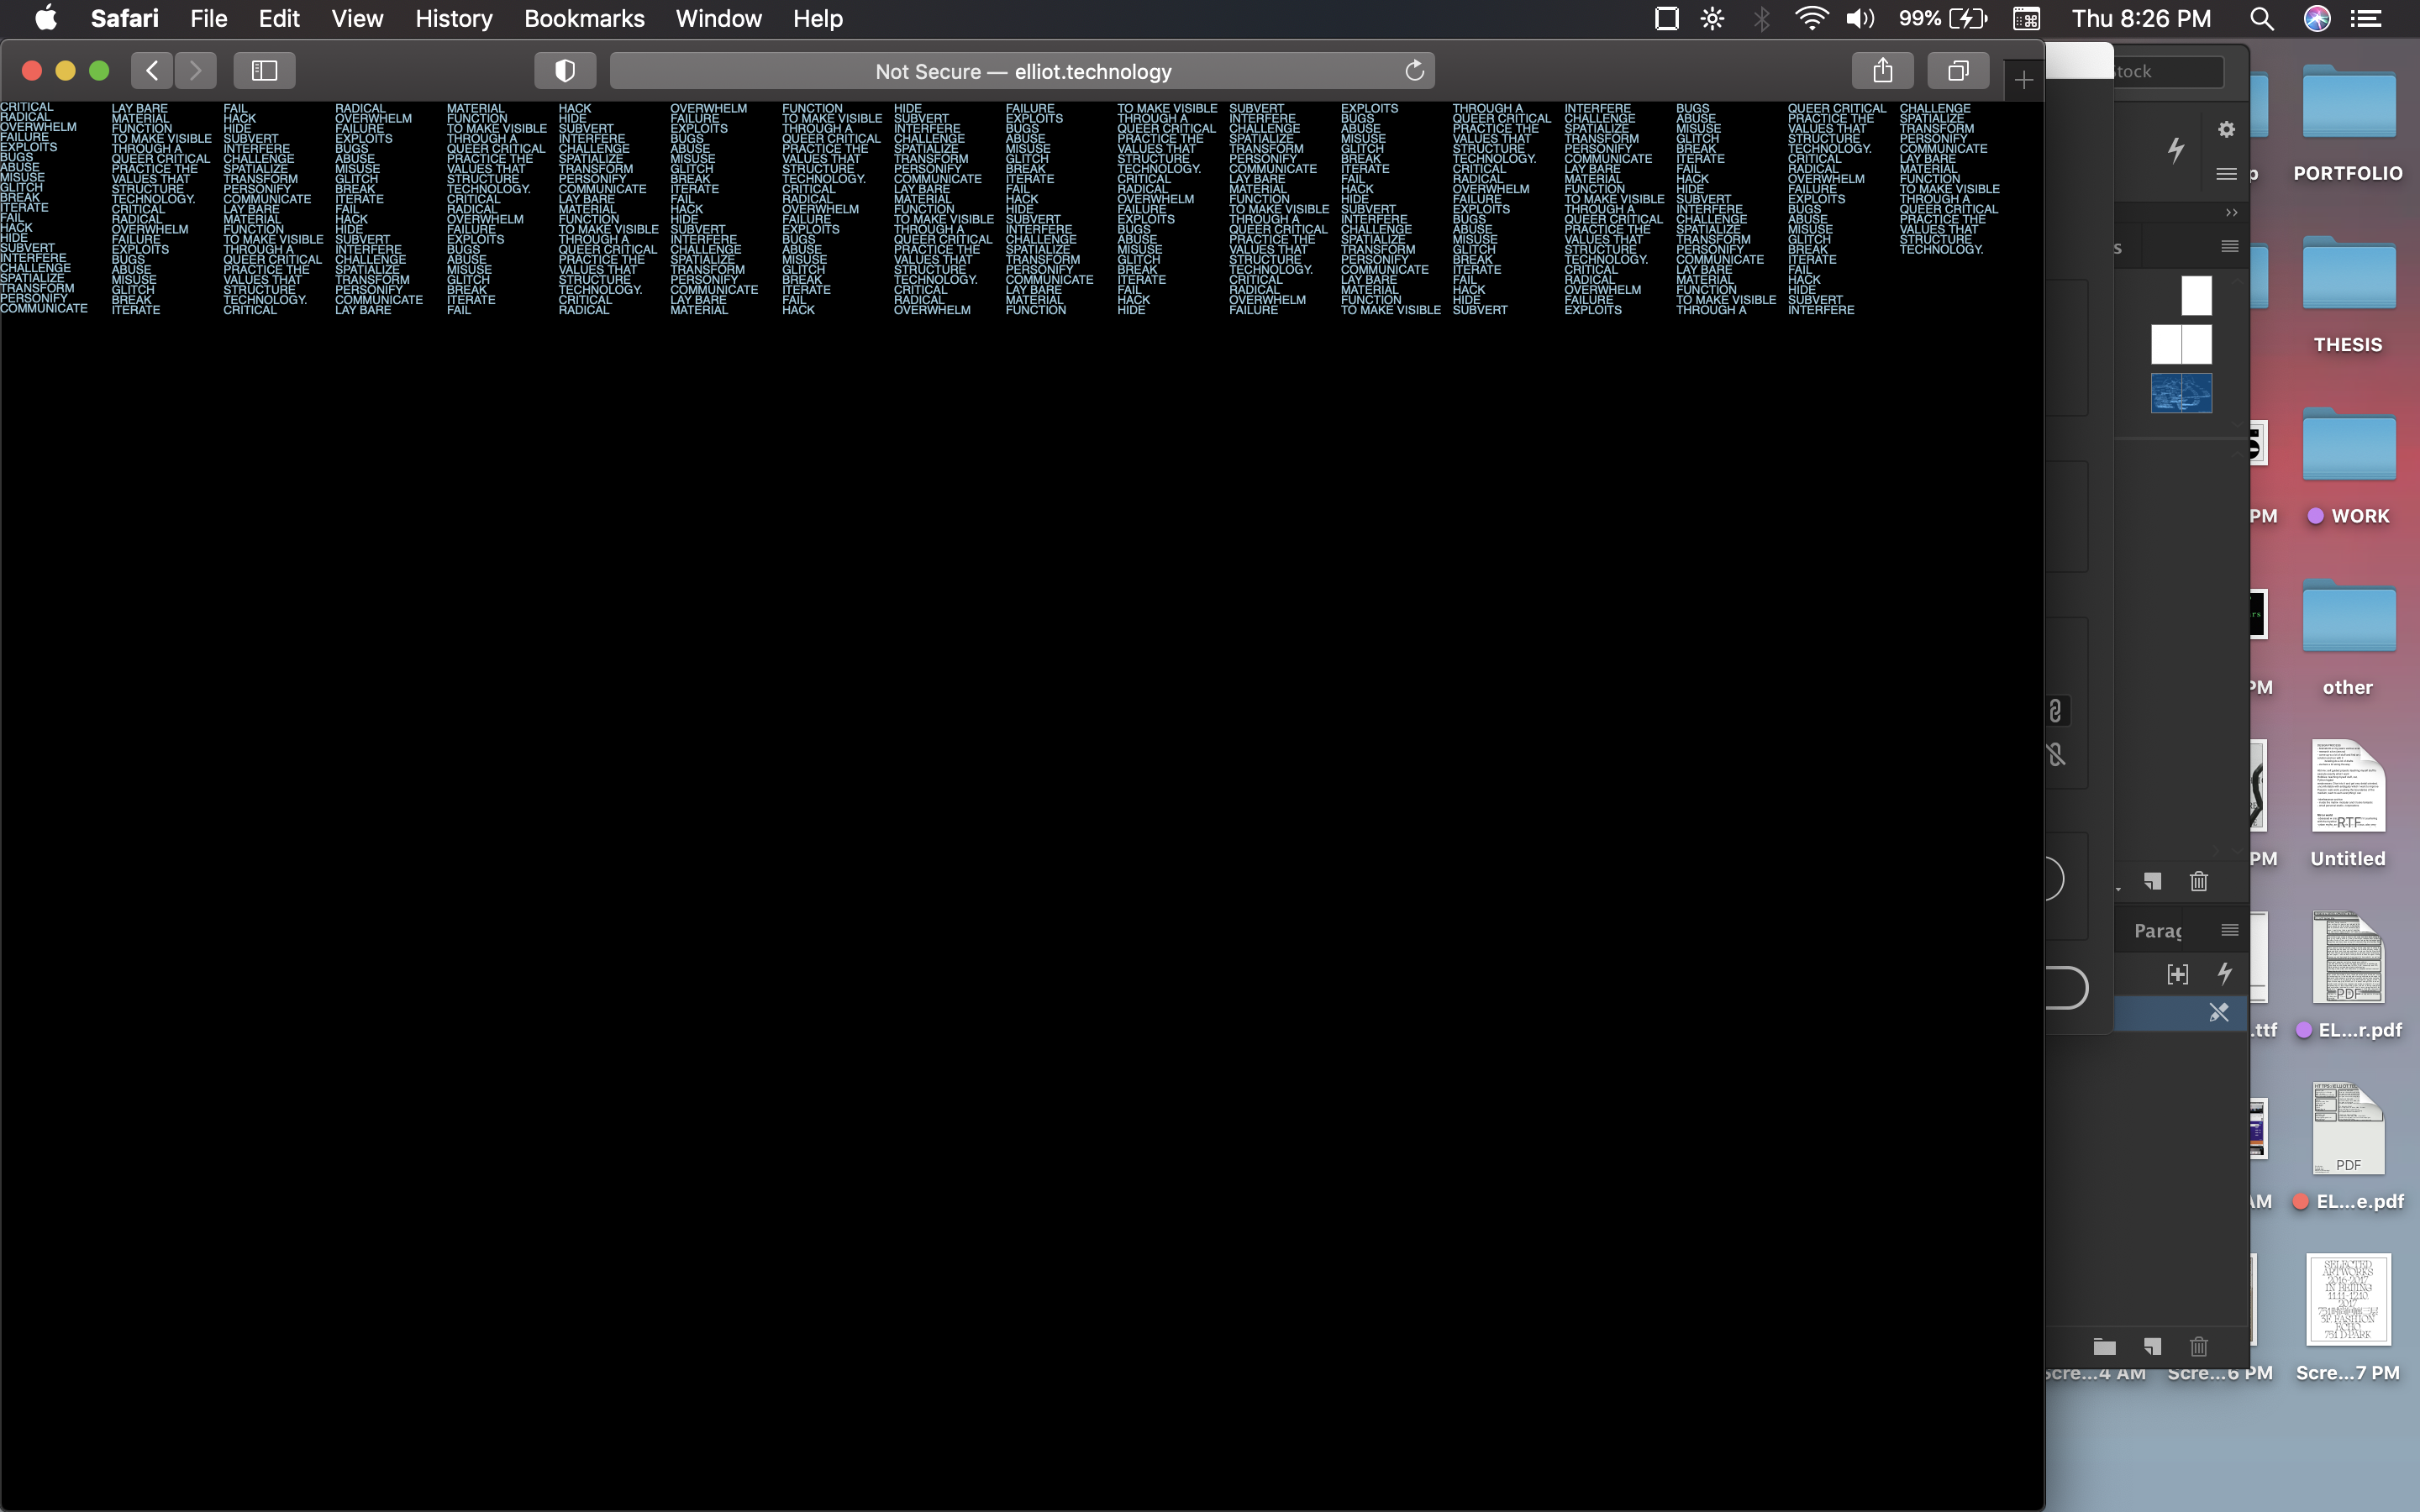 Safari File Edit View History Bookmarks Window Help
99%
Thu 8:26 PM
Not Secure — elliot.technology
CRITICAL
RADICAL
OVERWHELM
FAILURE
EXPLOITS
BUGS
ABUSE
MISUSE
GLITCH
BREAK
ITERATE
FAIL
HACK
HIDE
SUBVERT
INTERFERE
CHALLENGE
SPATIALIZE
TRANSFORM
PERSONIFY
COMMUNICATE
LAY BARE
MATERIAL
FUNCTION
TO MAKE VISIBLE
THROUGH A
QUEER CRITICAL
PRACTICE THE
VALUES THAT
STRUCTURE
TECHNOLOGY.
CRITICAL
RADICAL
OVERWHELM
FAILURE
EXPLOITS
BUGS
ABUSE
MISUSE
GLITCH
BREAK
ITERATE
FAIL
HACK
HIDE
SUBVERT
INTERFERE
CHALLENGE
SPATIALIZE
TRANSFORM
PERSONIFY
COMMUNICATE
LAY BARE
MATERIAL
FUNCTION
TO MAKE VISIBLE
THROUGH A
QUEER CRITICAL
PRACTICE THE
VALUES THAT
STRUCTURE
TECHNOLOGY.
CRITICAL
RADICAL
OVERWHELM
FAILURE
EXPLOITS
BUGS
ABUSE
MISUSE
GLITCH
BREAK
ITERATE
FAIL
HACK
HIDE
SUBVERT
INTERFERE
CHALLENGE
SPATIALIZE
TRANSFORM
PERSONIFY
COMMUNICATE
LAY BARE
MATERIAL
FUNCTION
TO MAKE VISIBLE
THROUGH A
QUEER CRITICAL
PRACTICE THE
VALUES THAT
STRUCTURE
TECHNOLOGY.
CRITICAL
RADICAL
OVERWHELM
FAILURE
EXPLOITS
BUGS
ABUSE
MISUSE
GLITCH
BREAK
ITERATE
FAIL
HACK
HIDE
SUBVERT
INTERFERE
CHALLENGE
SPATIALIZE
TRANSFORM
PERSONIFY
COMMUNICATE
LAY BARE
MATERIAL
FUNCTION
TO MAKE VISIBLE
THROUGH A
QUEER CRITICAL
PRACTICE THE
VALUES THAT
STRUCTURE
TECHNOLOGY.
CRITICAL
RADICAL
OVERWHELM
FAILURE
EXPLOITS
BUGS
ABUSE
MISUSE
GLITCH
BREAK
ITERATE
FAIL
HACK
HIDE
SUBVERT
INTERFERE
CHALLENGE
SPATIALIZE
TRANSFORM
PERSONIFY
COMMUNICATE
LAY BARE
MATERIAL
FUNCTION
TO MAKE VISIBLE
THROUGH A
QUEER CRITICAL
PRACTICE THE
VALUES THAT
STRUCTURE
TECHNOLOGY.
CRITICAL
RADICAL
OVERWHELM
FAILURE
EXPLOITS
BUGS
ABUSE
MISUSE
GLITCH
BREAK
ITERATE
FAIL
HACK
HIDE
SUBVERT
INTERFERE
CHALLENGE
SPATIALIZE
TRANSFORM
PERSONIFY
COMMUNICATE
LAY BARE
MATERIAL
FUNCTION
TO MAKE VISIBLE
THROUGH A
QUEER CRITICAL
PRACTICE THE
VALUES THAT
STRUCTURE
TECHNOLOGY.
CRITICAL
RADICAL
OVERWHELM
FAILURE
EXPLOITS
BUGS
ABUSE
MISUSE
GLITCH
BREAK
ITERATE
FAIL
HACK
HIDE
SUBVERT
INTERFERE
CHALLENGE
SPATIALIZE
TRANSFORM
PERSONIFY
COMMUNICATE
LAY BARE
MATERIAL
FUNCTION
TO MAKE VISIBLE
THROUGH A
QUEER CRITICAL
PRACTICE THE
VALUES THAT
STRUCTURE
TECHNOLOGY.
CRITICAL
RADICAL
OVERWHELM
FAILURE
EXPLOITS
BUGS
ABUSE
MISUSE
GLITCH
BREAK
ITERATE
FAIL
HACK
HIDE
SUBVERT
INTERFERE
CHALLENGE
SPATIALIZE
TRANSFORM
PERSONIFY
COMMUNICATE
LAY BARE
MATERIAL
FUNCTION
TO MAKE VISIBLE
THROUGH A
QUEER CRITICAL
PRACTICE THE
VALUES THAT
STRUCTURE
TECHNOLOGY.
CRITICAL
RADICAL
OVERWHELM
FAILURE
EXPLOITS
BUGS
ABUSE
MISUSE
GLITCH
BREAK
ITERATE
FAIL
HACK
HIDE
SUBVERT
INTERFERE
CHALLENGE
SPATIALIZE
TRANSFORM
PERSONIFY
COMMUNICATE
LAY BARE
MATERIAL
FUNCTION
TO MAKE VISIBLE
THROUGH A
QUEER CRITICAL
PRACTICE THE
VALUES THAT
STRUCTURE
TECHNOLOGY.
CRITICAL
RADICAL
OVERWHELM
FAILURE
EXPLOITS
BUGS
ABUSE
MISUSE
GLITCH
BREAK
ITERATE
FAIL
HACK
HIDE
SUBVERT
INTERFERE
CHALLENGE
SPATIALIZE
TRANSFORM
PERSONIFY
COMMUNICATE
LAY BARE
MATERIAL
FUNCTION
TO MAKE VISIBLE
THROUGH A
QUEER CRITICAL
PRACTICE THE
VALUES THAT
STRUCTURE
TECHNOLOGY.
CRITICAL
RADICAL
OVERWHELM
FAILURE
EXPLOITS
BUGS
ABUSE
MISUSE
GLITCH
BREAK
ITERATE
FAIL
HACK
HIDE
SUBVERT
INTERFERE
CHALLENGE
SPATIALIZE
TRANSFORM
PERSONIFY
COMMUNICATE
LAY BARE
MATERIAL
FUNCTION
TO MAKE VISIBLE
THROUGH A
QUEER CRITICAL
PRACTICE THE
VALUES THAT
STRUCTURE
TECHNOLOGY.
CRITICAL
RADICAL
OVERWHELM
FAILURE
EXPLOITS
BUGS
ABUSE
MISUSE
GLITCH
BREAK
ITERATE
FAIL
HACK
HIDE
SUBVERT
INTERFERE
CHALLENGE
SPATIALIZE
TRANSFORM
PERSONIFY
COMMUNICATE
LAY BARE
MATERIAL
FUNCTION
TO MAKE VISIBLE
THROUGH A
QUEER CRITICAL
PRACTICE THE
VALUES THAT
STRUCTURE
TECHNOLOGY.
tock
Parag
PORTFOLIO
THESIS
PM
WORK
PM
other
RTF
PM
Untitled
PDF
.ttf
EL...r.pdf
PDF
AM
EL...e.pdf
SELECTED
ARTWORKS
2016-2017
IN BEIJING
Scre...4 AM
Scre...6 PM
Scre...7 PM